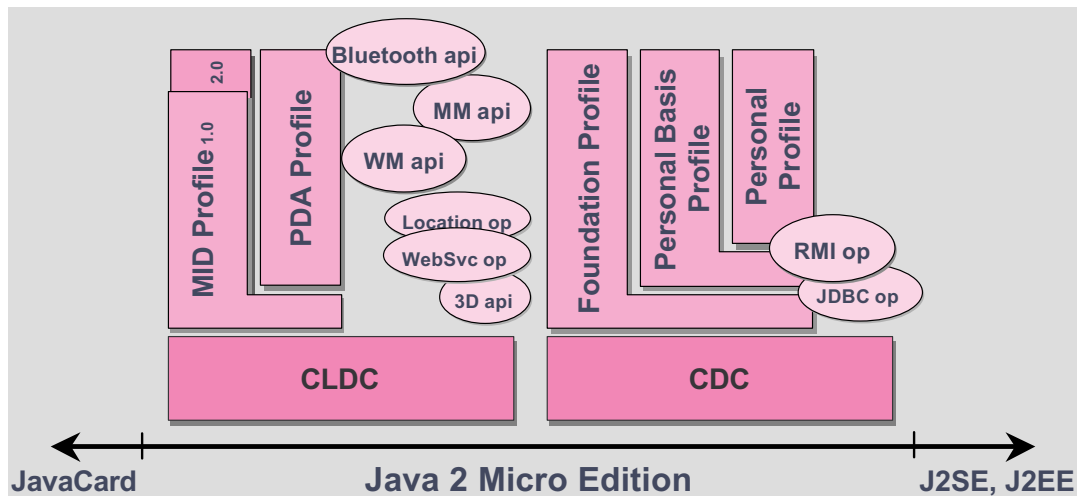 2.0
MID Profile 1.0
PDA Profile
Bluetooth api
MM api
WM api
Location op
WebSvc op
3D api
Foundation Profile
Personal Basis
Profile
Personal
Profile
RMI op
JDBC op
CLDC
CDC
JavaCard
Java 2 Micro Edition
J2SE, J2EE